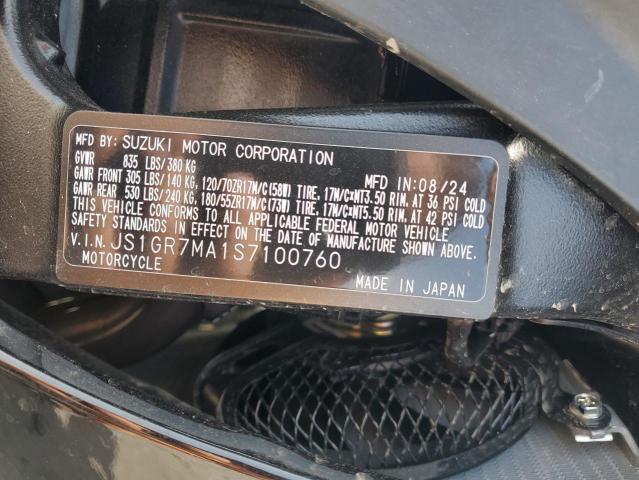 MFD BY: SUZUKI MOTOR CORPORATION
GVWR 835 LBS/380 KG MFD IN:08/24
GAWR FRONT 305 LBS/140 KG, 120/70ZR17M/C(58W) TIRE, 17M/C×MT3.50 RIM, AT 36 PSI COLD
GAWR REAR 530 LBS/240 KG, 180/55ZR17M/C(73W) TIRE, 17M/C×MT5.50 RIM, AT 42 PSI COLD
THIS VEHICLE CONFORMS TO ALL APPLICABLE FEDERAL MOTOR VEHICLE
SAFETY STANDARDS IN EFFECT ON THE DATE OF MANUFACTURE SHOWN ABOVE.
V.I.N. JS1GR7MA1S7100760
MOTORCYCLE MADE IN JAPAN